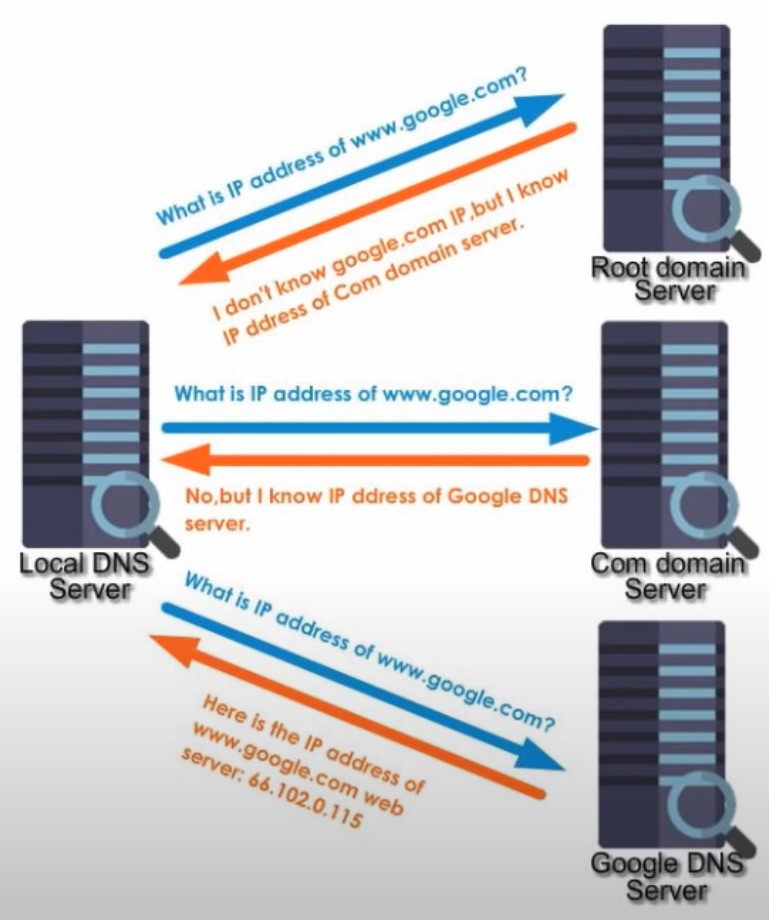 What is IP address of www.google.com?
I don't know google.com IP,but I know
IP ddress of Com domain server.
Root domain
Server
What is IP address of www.google.com?
No,but I know IP ddress of Google DNS
server.
Local DNS
Server
Com domain
Server
What is IP address of www.google.com?
Here is the IP address of
www.google.com web
server: 66.102.0.115
Google DNS
Server